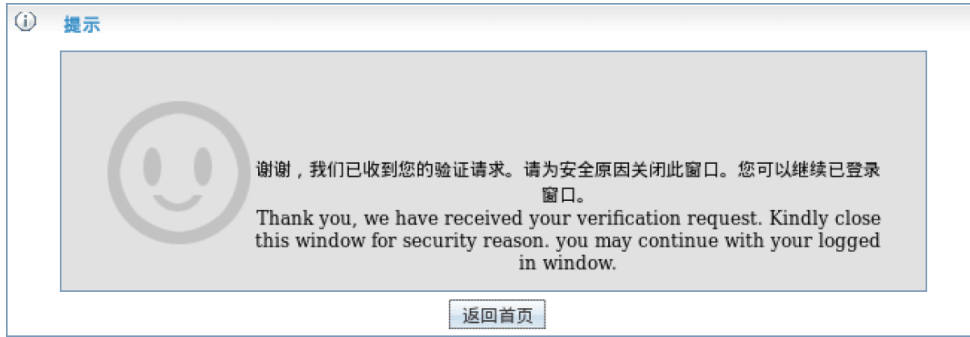 提示
谢谢，我们已收到您的验证请求。请为安全原因关闭此窗口。您可以继续已登录
窗口。
Thank you, we have received your verification request. Kindly close
this window for security reason. you may continue with your logged
in window.
返回首页